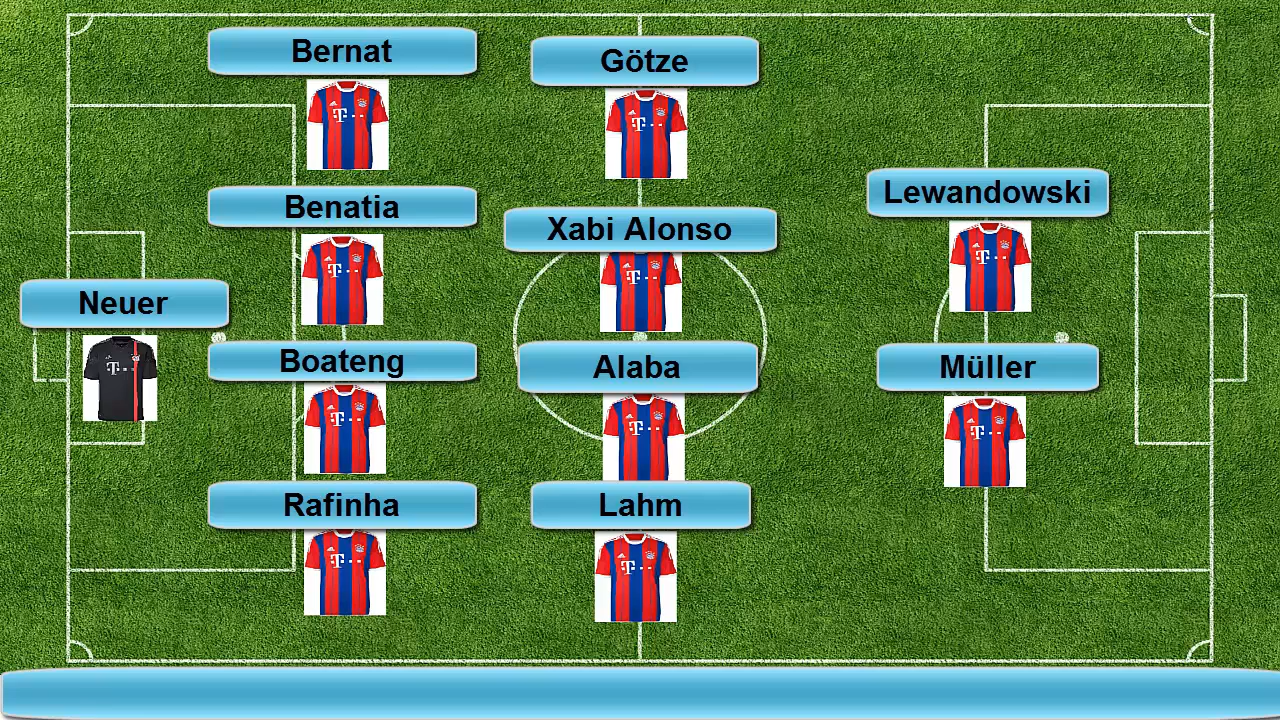 Bernat
Götze
Benatia
Xabi Alonso
Lewandowski
Neuer
Boateng
Alaba
Müller
Rafinha
Lahm